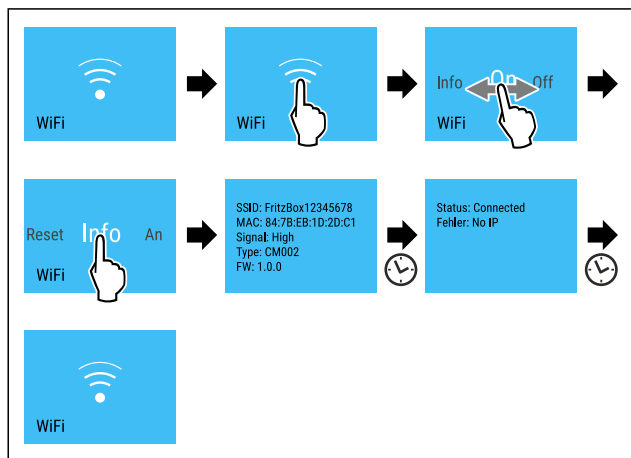 WiFi
WiFi
Info On Off
WiFi
Reset Info An
WiFi
SSID: FritzBox12345678
MAC: 84:7B:EB:1D:2D:C1
Signal: High
Type: CM002
FW: 1.0.0
Status: Connected
Fehler: No IP
WiFi